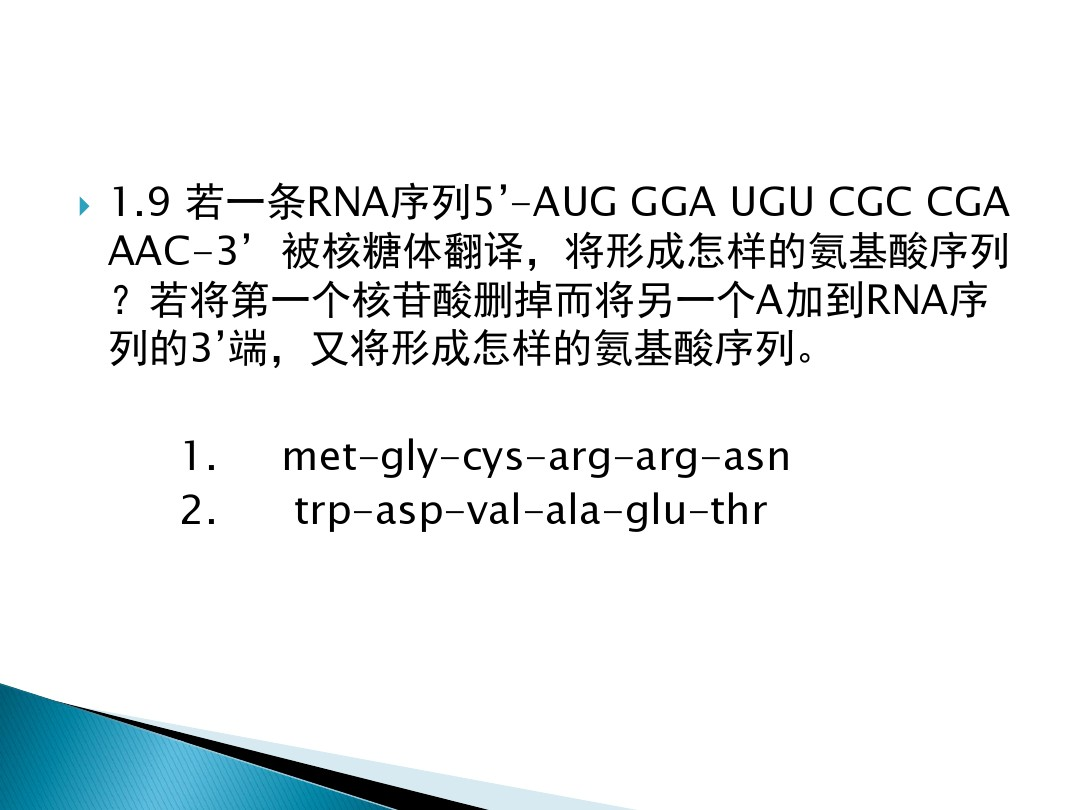 1.9 若一条RNA序列5’-AUG GGA UGU CGC CGA
AAC-3’ 被核糖体翻译，将形成怎样的氨基酸序列
？若将第一个核苷酸删掉而将另一个A加到RNA序
列的3’端，又将形成怎样的氨基酸序列。
1. met-gly-cys-arg-arg-asn
2. trp-asp-val-ala-glu-thr